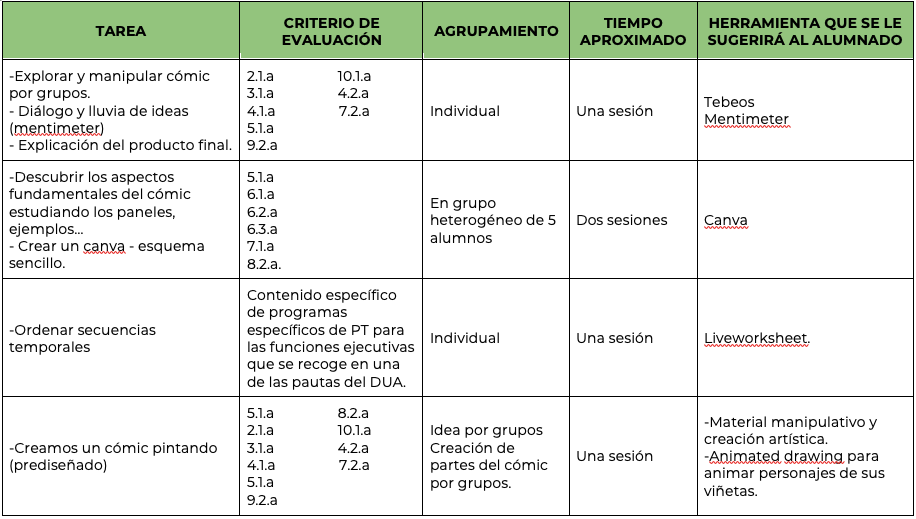 TAREA
CRITERIO DE
EVALUACIÓN
AGRUPAMIENTO
TIEMPO
APROXIMADO
HERRAMIENTA QUE SE LE
SUGERIRÁ AL ALUMNADO
-Explorar y manipular cómic
por grupos.
- Diálogo y lluvia de ideas
(mentimeter)
- Explicación del producto final.
2.1.a 10.1.a
3.1.a 4.2.a
4.1.a 7.2.a
5.1.a
9.2.a
Individual
Una sesión
Tebeos
Mentimeter
-Descubrir los aspectos
fundamentales del cómic
estudiando los paneles,
ejemplos...
- Crear un canva - esquema
sencillo.
5.1.a
6.1.a
6.2.a
6.3.a
7.1.a
8.2.a.
En grupo
heterogéneo de 5
alumnos
Dos sesiones
Canva
-Ordenar secuencias
temporales
Contenido específico
de programas
específicos de PT para
las funciones ejecutivas
que se recoge en una
de las pautas del DUA.
Individual
Una sesión
Liveworksheet.
-Creamos un cómic pintando
(prediseñado)
5.1.a 8.2.a
2.1.a 10.1.a
3.1.a 4.2.a
4.1.a 7.2.a
5.1.a
9.2.a
Idea por grupos
Creación de
partes del cómic
por grupos.
Una sesión
-Material manipulativo y
creación artística.
-Animated drawing para
animar personajes de sus
viñetas.